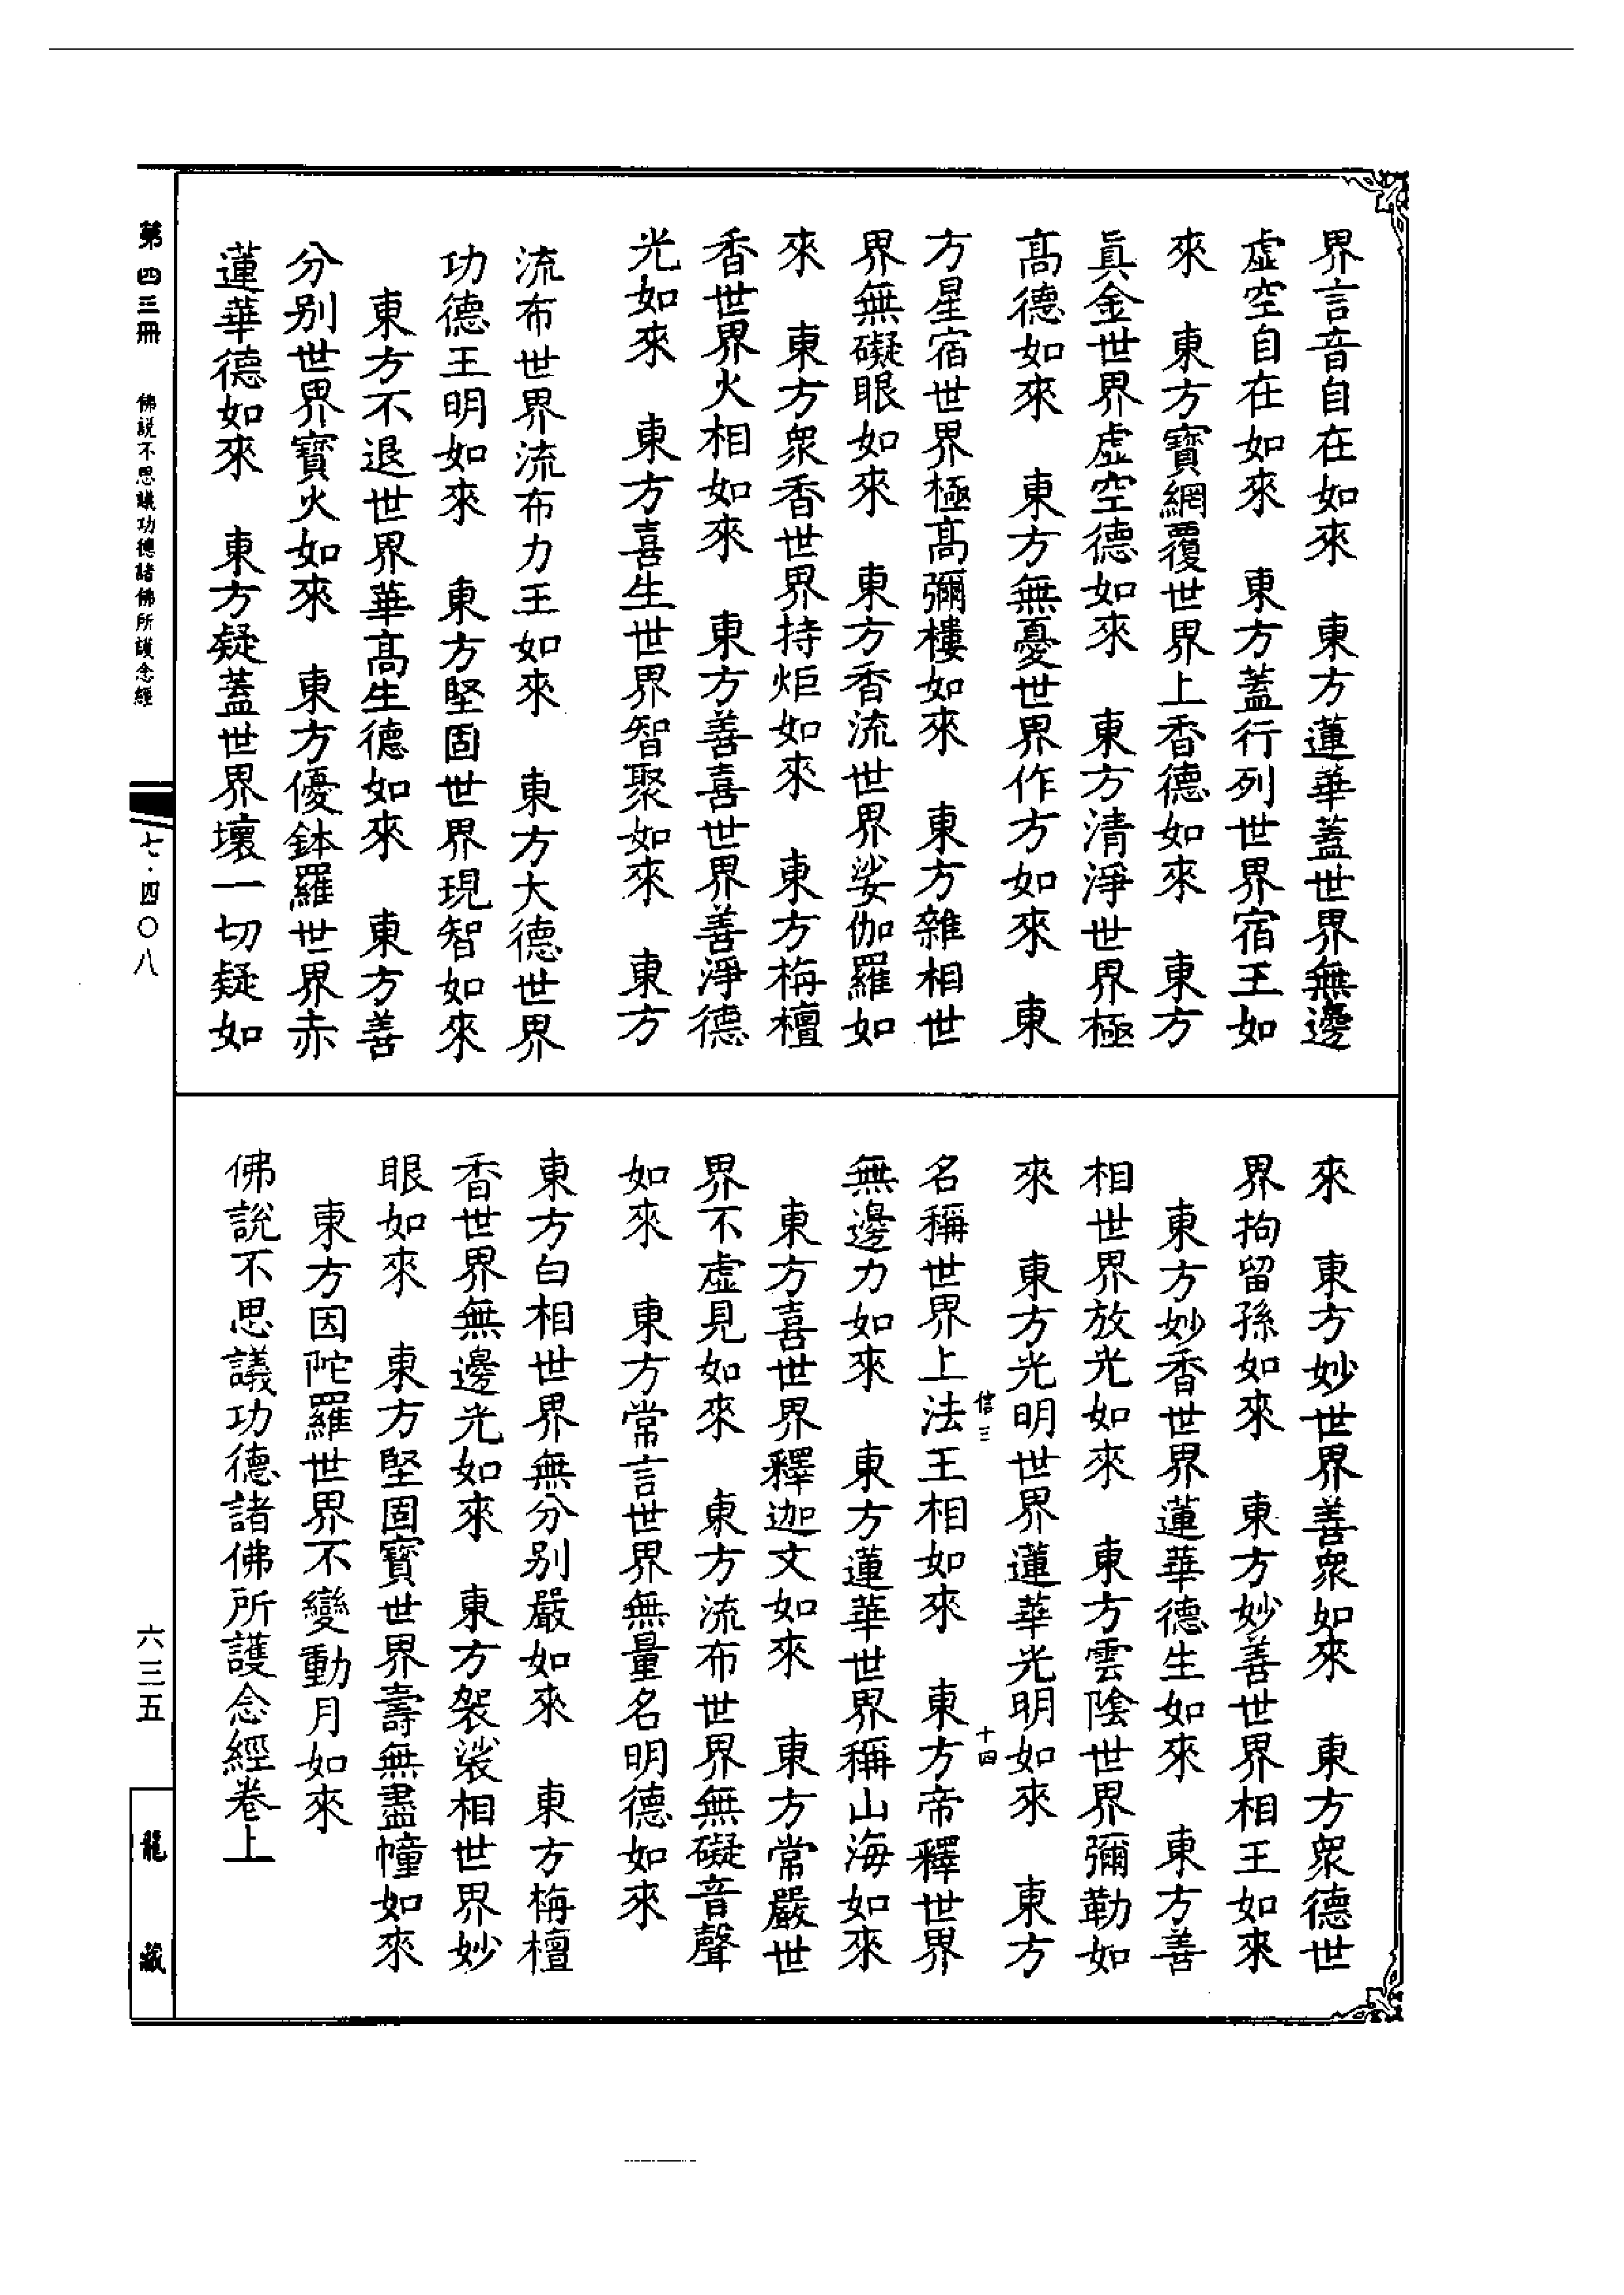 界言音自在如來　東方蓮華蓋世界無邊
虛空自在如來　東方蓋行列世界宿王如
來　東方寶網覆世界上香德如來　東方
眞金世界虛空德如來　東方清淨世界極
高德如來　東方無憂世界作方如來　東
方星宿世界極高彌樓如來　東方雜相世
界無礙眼如來　東方香流世界娑伽羅如
來　東方衆香世界持炬如來　東方栴檀
香世界火相如來　東方善喜世界善淨德
光如來　東方喜生世界智聚如來　東方
流布世界流布力王如來　東方大德世界
功德王明如來　東方堅固世界現智如來
　東方不退世界華高生德如來　東方善
分別世界寶火如來　東方優鉢羅世界赤
蓮華德如來　東方疑蓋世界壞一切疑如
來　東方妙世界善衆如來　東方衆德世
界拘留孫如來　東方妙善世界相王如來
　東方妙香世界蓮華德生如來　東方善
相世界放光如來　東方雲陰世界彌勒如
來　東方光明世界蓮華光明如來　東方
信三　十四
名稱世界上法王相如來　東方帝釋世界
無邊力如來　東方蓮華世界稱山海如來
　東方喜世界釋迦文如來　東方常嚴世
界不虛見如來　東方流布世界無礙音聲
如來　東方常言世界無量名明德如來
東方白相世界無分別嚴如來　東方栴檀
香世界無邊光如來　東方袈裟相世界妙
眼如來　東方堅固寶世界壽無盡幢如來
　東方因陀羅世界不變動月如來
佛說不思議功德諸佛所護念經卷上
第四三冊　佛說不思議功德諸佛所護念經
七·四〇八
六三五
龍藏